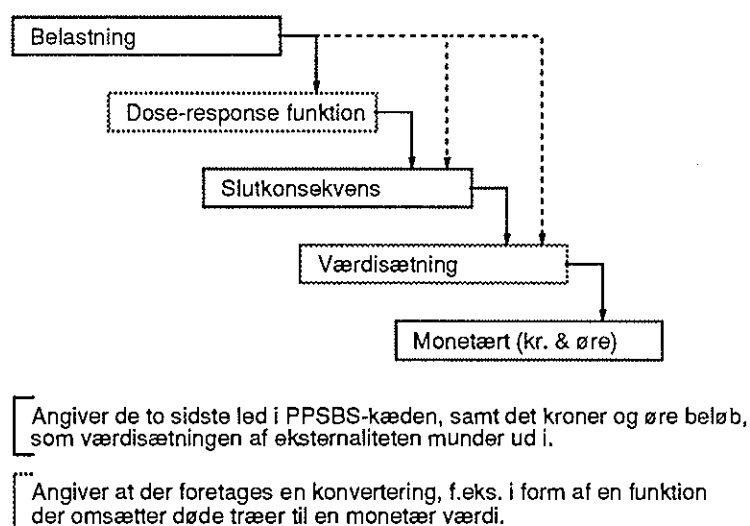 Belastning
Dose-response funktion
Slutkonsekvens
Værdisætning
Monetært (kr. & øre)
Angiver de to sidste led i PPSBS-kæden, samt det kroner og øre beløb,
som værdisætningen af eksternaliteten munder ud i.
Angiver at der foretages en konvertering, f.eks. i form af en funktion
der omsætter døde træer til en monetær værdi.